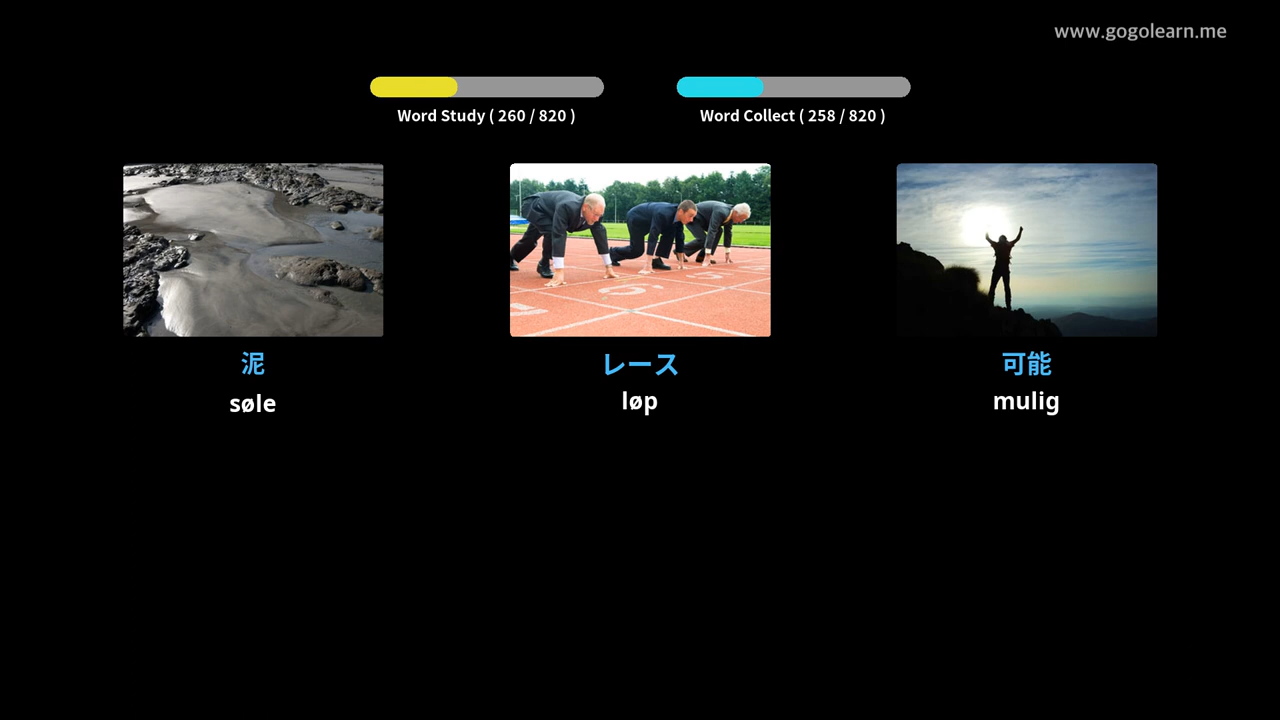 www.gogolearn.me
Word Study ( 260 / 820 )
Word Collect ( 258 / 820 )
泥
søle
レース
løp
可能
mulig